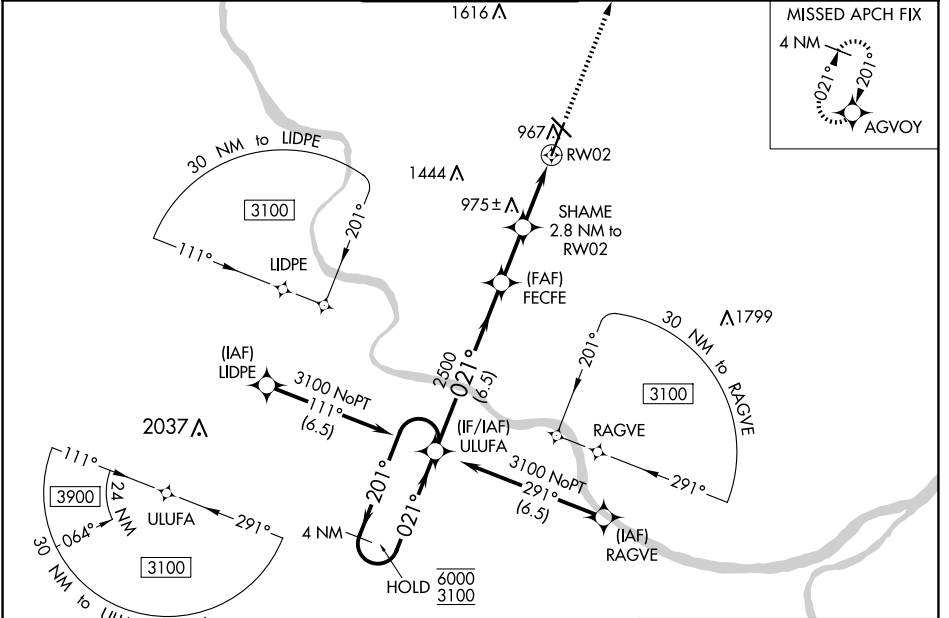 1616
MISSED APCH FIX
4 NM
021°
201°
AGVOY
967
RW02
30 NM to LIDPE
3100
201°
111°
LIDPE
1444
975±
SHAME
2.8 NM to
RW02
(FAF)
FECFE
1799
30 NM to RAGVE
201°
3100
RAGVE
291°
(IAF)
LIDPE
3100 NoPT
111°
(6.5)
2500
021°
(6.5)
(IF/IAF)
ULUFA
3100 NoPT
291°
(6.5)
(IAF)
RAGVE
2037
111°
3900
24 NM
064°
ULUFA
291°
3100
30 NM to
201°
021°
4 NM
HOLD
6000
3100